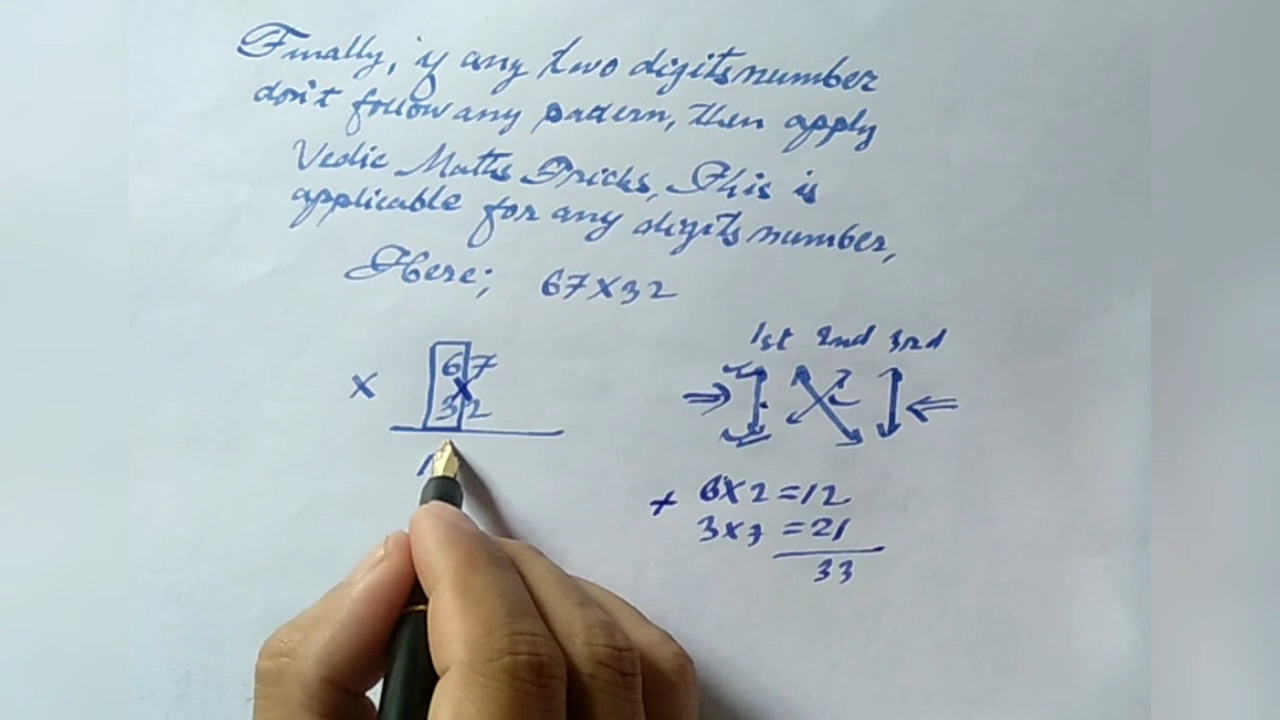 Finally, if any two digits number
don't follow any pattern, then apply
Vedic Maths Tricks, This is
applicable for any digits number,
Here; 67x32
1st 2nd 3rd
x 67
32
1
+ 6x2=12
3x7=21
33